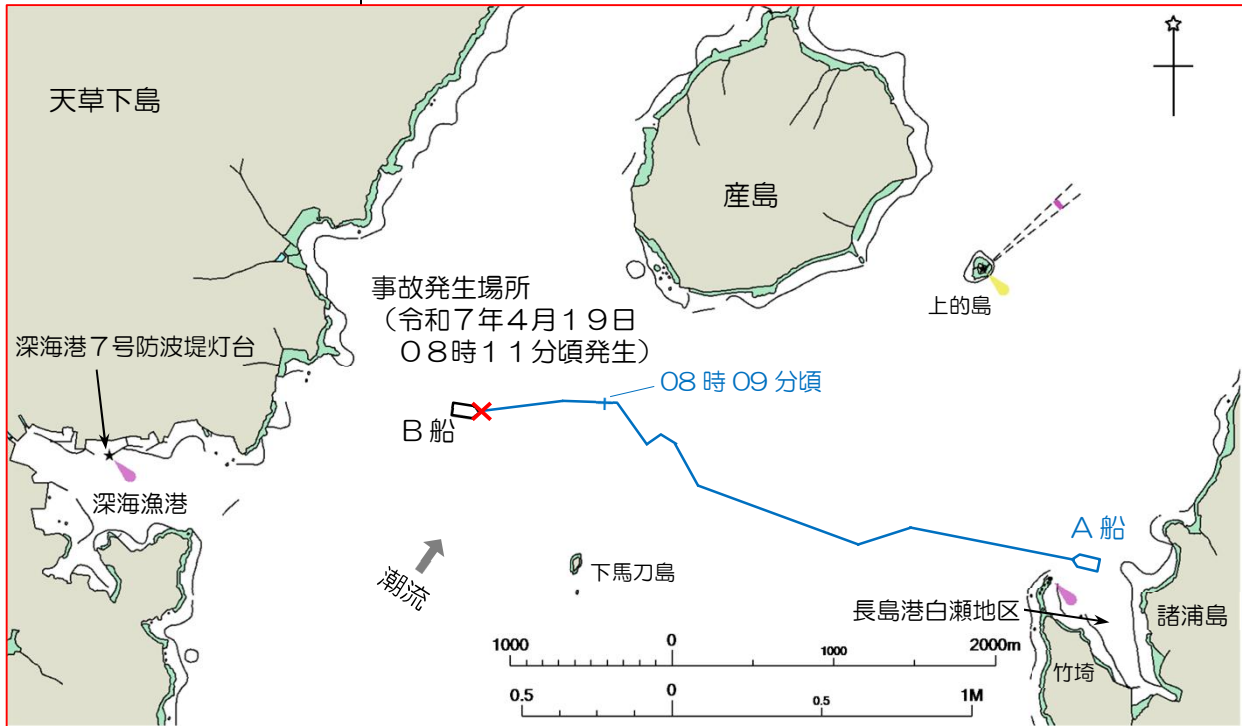 天草下島
産島
上的島
事故発生場所
（令和７年４月１９日
０８時１１分頃発生）
深海港７号防波堤灯台
０８時０９分頃
Ｂ船
深海漁港
Ａ船
潮流
下馬刀島
長島港白瀬地区
諸浦島
竹埼
1000 0 1000 2000m
0.5 0 0.5 1M